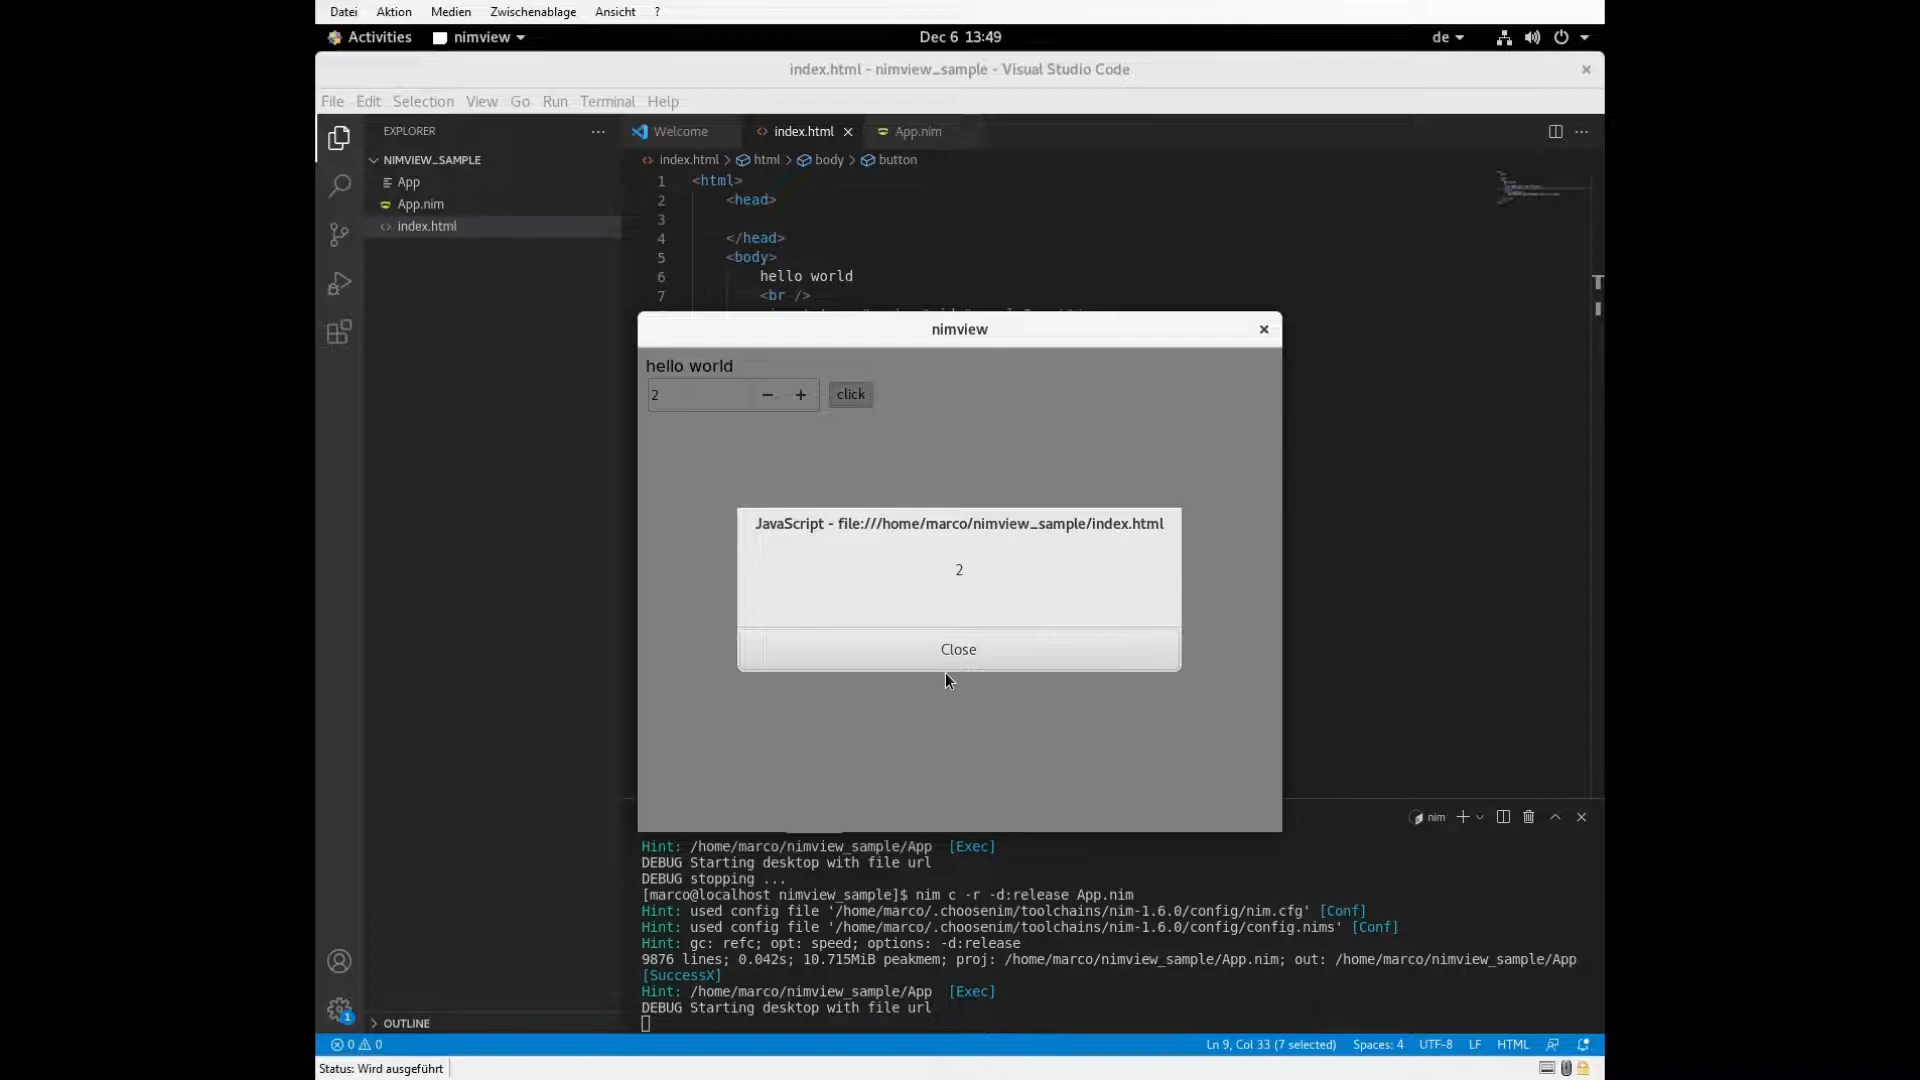 Datei Aktion Medien Zwischenablage Ansicht ?
Activities nimview Dec 6 13:49 de
index.html - nimview_sample - Visual Studio Code
File Edit Selection View Go Run Terminal Help
EXPLORER
Welcome index.html App.nim
NIMVIEW_SAMPLE
index.html > html > body > button
App
App.nim
index.html
1 <html>
2 <head>
3
4 </head>
5 <body>
6 hello world
7 <br />
nimview
hello world
2 − + click
JavaScript - file:///home/marco/nimview_sample/index.html
2
Close
nim
Hint: /home/marco/nimview_sample/App [Exec]
DEBUG Starting desktop with file url
DEBUG stopping ...
[marco@localhost nimview_sample]$ nim c -r -d:release App.nim
Hint: used config file '/home/marco/.choosenim/toolchains/nim-1.6.0/config/nim.cfg' [Conf]
Hint: used config file '/home/marco/.choosenim/toolchains/nim-1.6.0/config/config.nims' [Conf]
Hint: gc: refc; opt: speed; options: -d:release
9876 lines; 0.042s; 10.715MiB peakmem; proj: /home/marco/nimview_sample/App.nim; out: /home/marco/nimview_sample/App
[SuccessX]
Hint: /home/marco/nimview_sample/App [Exec]
DEBUG Starting desktop with file url
1
OUTLINE
0 0 Ln 9, Col 33 (7 selected) Spaces: 4 UTF-8 LF HTML
Status: Wird ausgeführt